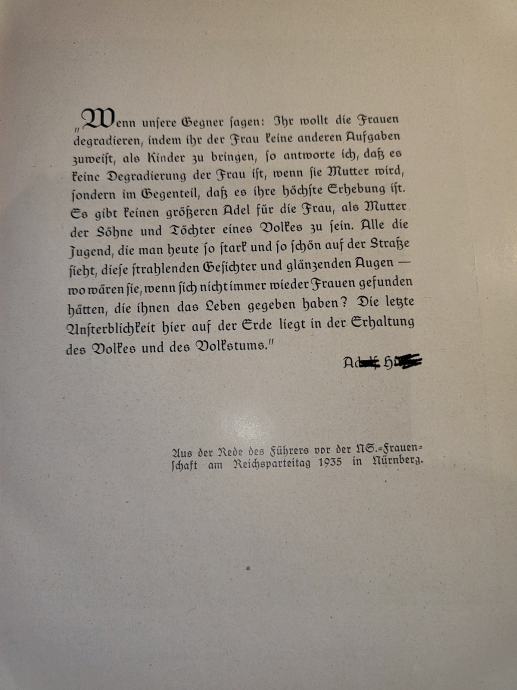 „Wenn unsere Gegner sagen: Ihr wollt die Frauen
degradieren, indem ihr der Frau keine anderen Aufgaben
zuweist, als Kinder zu bringen, so antworte ich, daß es
keine Degradierung der Frau ist, wenn sie Mutter wird,
sondern im Gegenteil, daß es ihre höchste Erhebung ist.
Es gibt keinen größeren Adel für die Frau, als Mutter
der Söhne und Töchter eines Volkes zu sein. Alle die
Jugend, die man heute so stark und so schön auf der Straße
sieht, diese strahlenden Gesichter und glänzenden Augen —
wo wären sie, wenn sich nicht immer wieder Frauen gefunden
hätten, die ihnen das Leben gegeben haben? Die letzte
Unsterblichkeit hier auf der Erde liegt in der Erhaltung
des Volkes und des Volkstums."
Aus der Rede des Führers vor der NS.-Frauen-
schaft am Reichsparteitag 1935 in Nürnberg.